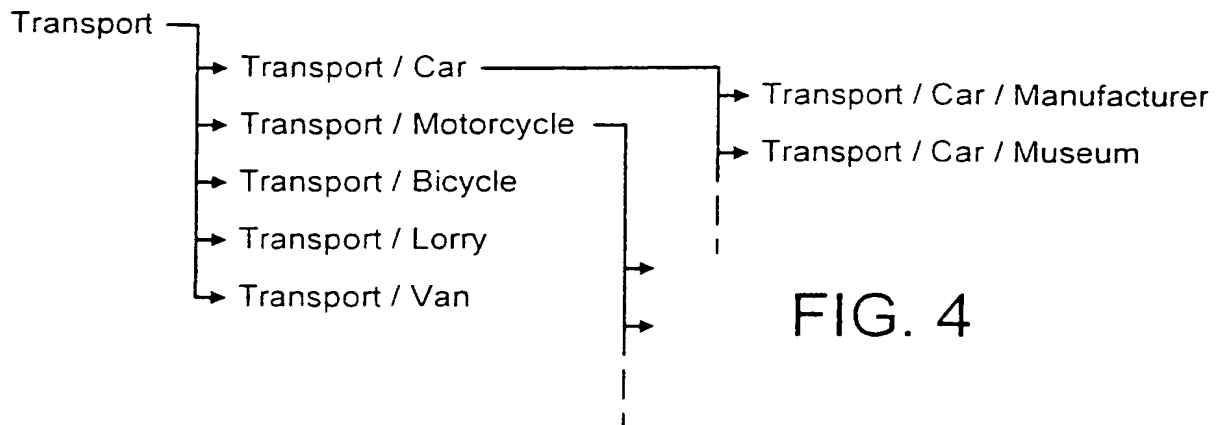 Transport
Transport / Car
Transport / Car / Manufacturer
Transport / Motorcycle
Transport / Car / Museum
Transport / Bicycle
Transport / Lorry
Transport / Van
FIG. 4